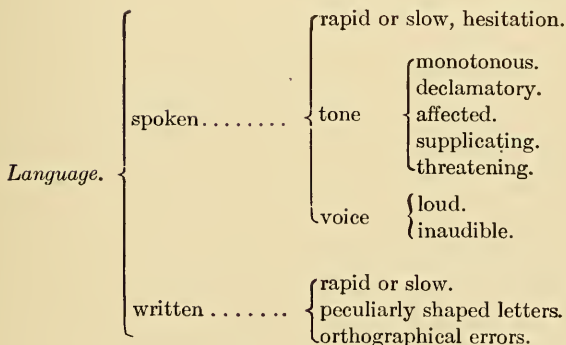 rapid or slow, hesitation.
monotonous.
declamatory.
spoken........ tone affected.
supplicating.
Language. threatening.
voice loud.
inaudible.
rapid or slow.
written....... peculiarly shaped letters.
orthographical errors.